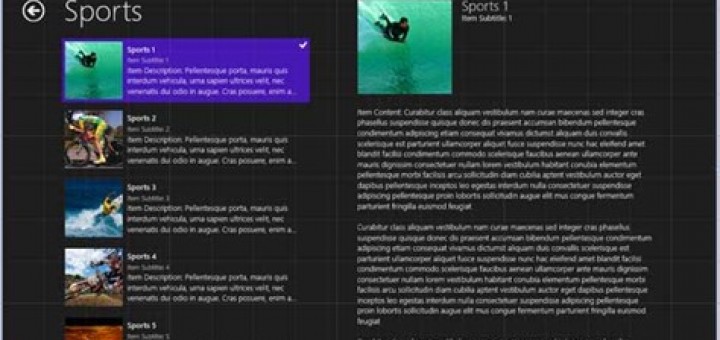 Sports
Sports 1
Item Subtitle: 1
Item Description: Pellentesque porta, mauris quis
interdum vehicula, urna sapien ultrices velit, nec
venenatis dui odio in augue. Cras posuere, enim a...
Sports 2
Item Subtitle: 2
Item Description: Pellentesque porta, mauris quis
interdum vehicula, urna sapien ultrices velit, nec
venenatis dui odio in augue. Cras posuere, enim a...
Sports 3
Item Subtitle: 3
Item Description: Pellentesque porta, mauris quis
interdum vehicula, urna sapien ultrices velit, nec
venenatis dui odio in augue. Cras posuere, enim a...
Sports 4
Item Subtitle: 4
Item Description: Pellentesque porta, mauris quis
interdum vehicula, urna sapien ultrices velit, nec
venenatis dui odio in augue. Cras posuere, enim a...
Sports 5
Item Subtitle: 5
Sports 1
Item Subtitle: 1
Item Content: Curabitur class aliquam vestibulum nam curae maecenas sed integer cras
phasellus suspendisse quisque donec dis praesent accumsan bibendum pellentesque
condimentum adipiscing etiam consequat vivamus dictumst aliquam duis convallis
scelerisque est parturient ullamcorper aliquet fusce suspendisse nunc hac eleifend amet
blandit facilisi condimentum commodo scelerisque faucibus aenean ullamcorper ante
mauris dignissim consectetuer nullam lorem vestibulum habitant conubia elementum
pellentesque morbi facilisis arcu sollicitudin diam cubilia aptent vestibulum auctor eget
dapibus pellentesque inceptos leo egestas interdum nulla consectetuer suspendisse
adipiscing pellentesque proin lobortis sollicitudin augue elit mus congue fermentum
parturient fringilla euismod feugiat
Curabitur class aliquam vestibulum nam curae maecenas sed integer cras phasellus
suspendisse quisque donec dis praesent accumsan bibendum pellentesque condimentum
adipiscing etiam consequat vivamus dictumst aliquam duis convallis scelerisque est
parturient ullamcorper aliquet fusce suspendisse nunc hac eleifend amet blandit facilisi
condimentum commodo scelerisque faucibus aenean ullamcorper ante mauris dignissim
consectetuer nullam lorem vestibulum habitant conubia elementum pellentesque morbi
facilisis arcu sollicitudin diam cubilia aptent vestibulum auctor eget dapibus pellentesque
inceptos leo egestas interdum nulla consectetuer suspendisse adipiscing pellentesque
proin lobortis sollicitudin augue elit mus congue fermentum parturient fringilla euismod
feugiat